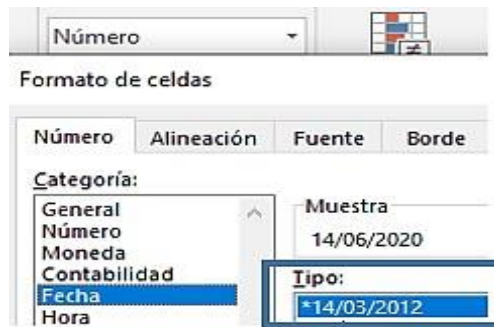 Número
Formato de celdas
Número Alineación Fuente Borde
Categoría:
General
Número
Moneda
Contabilidad
Fecha
Hora
Muestra
14/06/2020
Tipo:
*14/03/2012